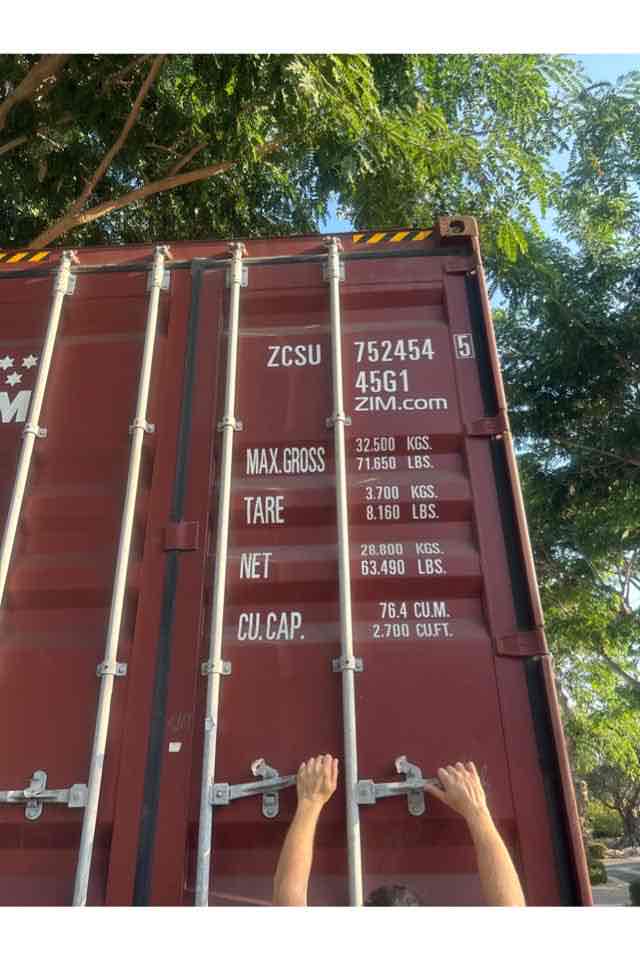 ZCSU 752454 5
45G1
ZIM.com
MAX.GROSS 32.500 KGS.
71.650 LBS.
TARE 3.700 KGS.
8.160 LBS.
NET 28.800 KGS.
63.490 LBS.
CU.CAP. 76.4 CU.M.
2.700 CU.FT.
M